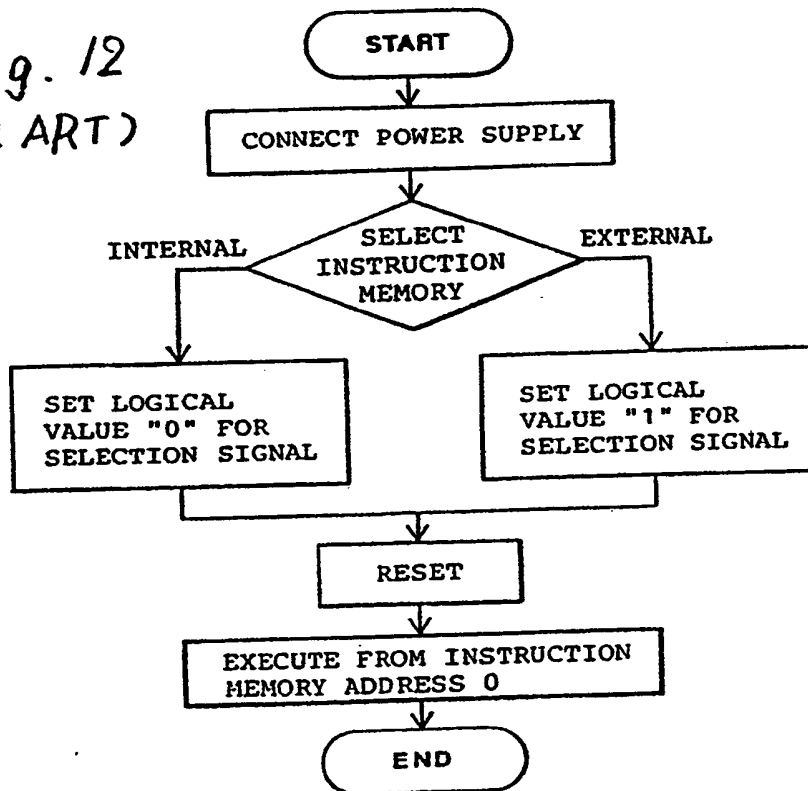 g. 12
ART)
START
CONNECT POWER SUPPLY
SELECT
INSTRUCTION
MEMORY
INTERNAL
EXTERNAL
SET LOGICAL
VALUE "0" FOR
SELECTION SIGNAL
SET LOGICAL
VALUE "1" FOR
SELECTION SIGNAL
RESET
EXECUTE FROM INSTRUCTION
MEMORY ADDRESS 0
END